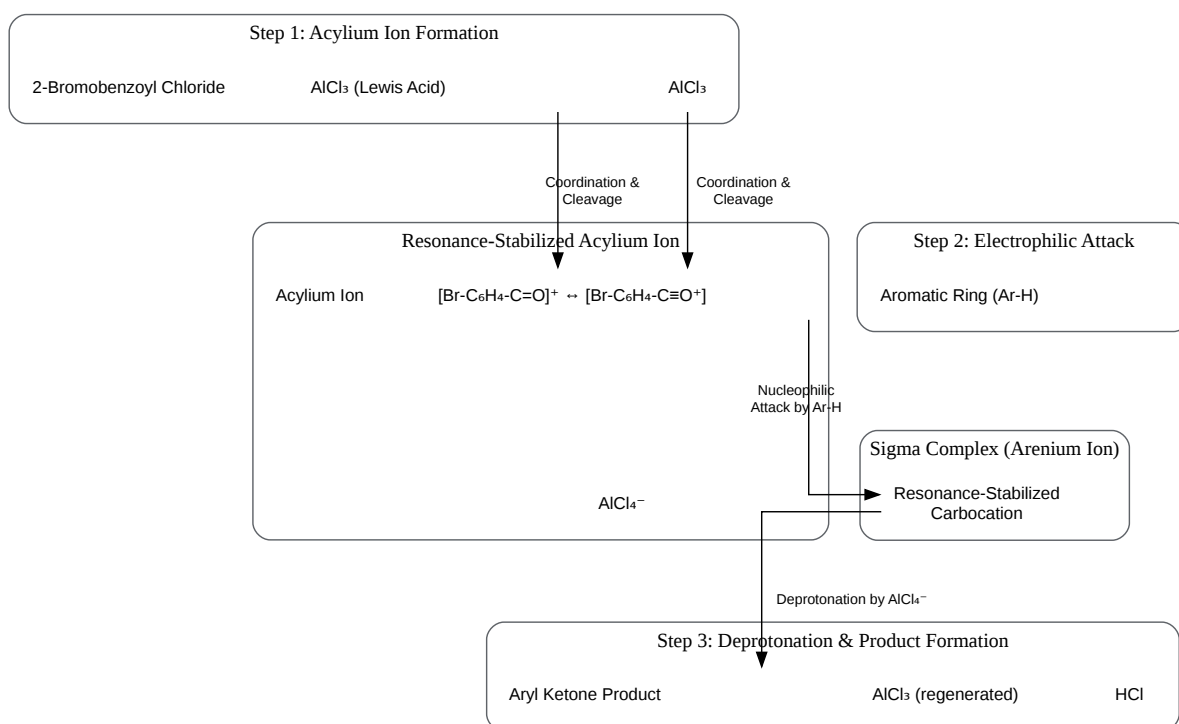 Step 1: Acylium Ion Formation
2-Bromobenzoyl Chloride
AlCl₃ (Lewis Acid)
AlCl₃
Coordination &
Cleavage
Coordination &
Cleavage
Resonance-Stabilized Acylium Ion
Acylium Ion
[Br-C₆H₄-C=O]⁺ ↔ [Br-C₆H₄-C≡O⁺]
Step 2: Electrophilic Attack
Aromatic Ring (Ar-H)
Nucleophilic
Attack by Ar-H
Sigma Complex (Arenium Ion)
Resonance-Stabilized
Carbocation
AlCl₄⁻
Deprotonation by AlCl₄⁻
Step 3: Deprotonation & Product Formation
Aryl Ketone Product
AlCl₃ (regenerated)
HCl